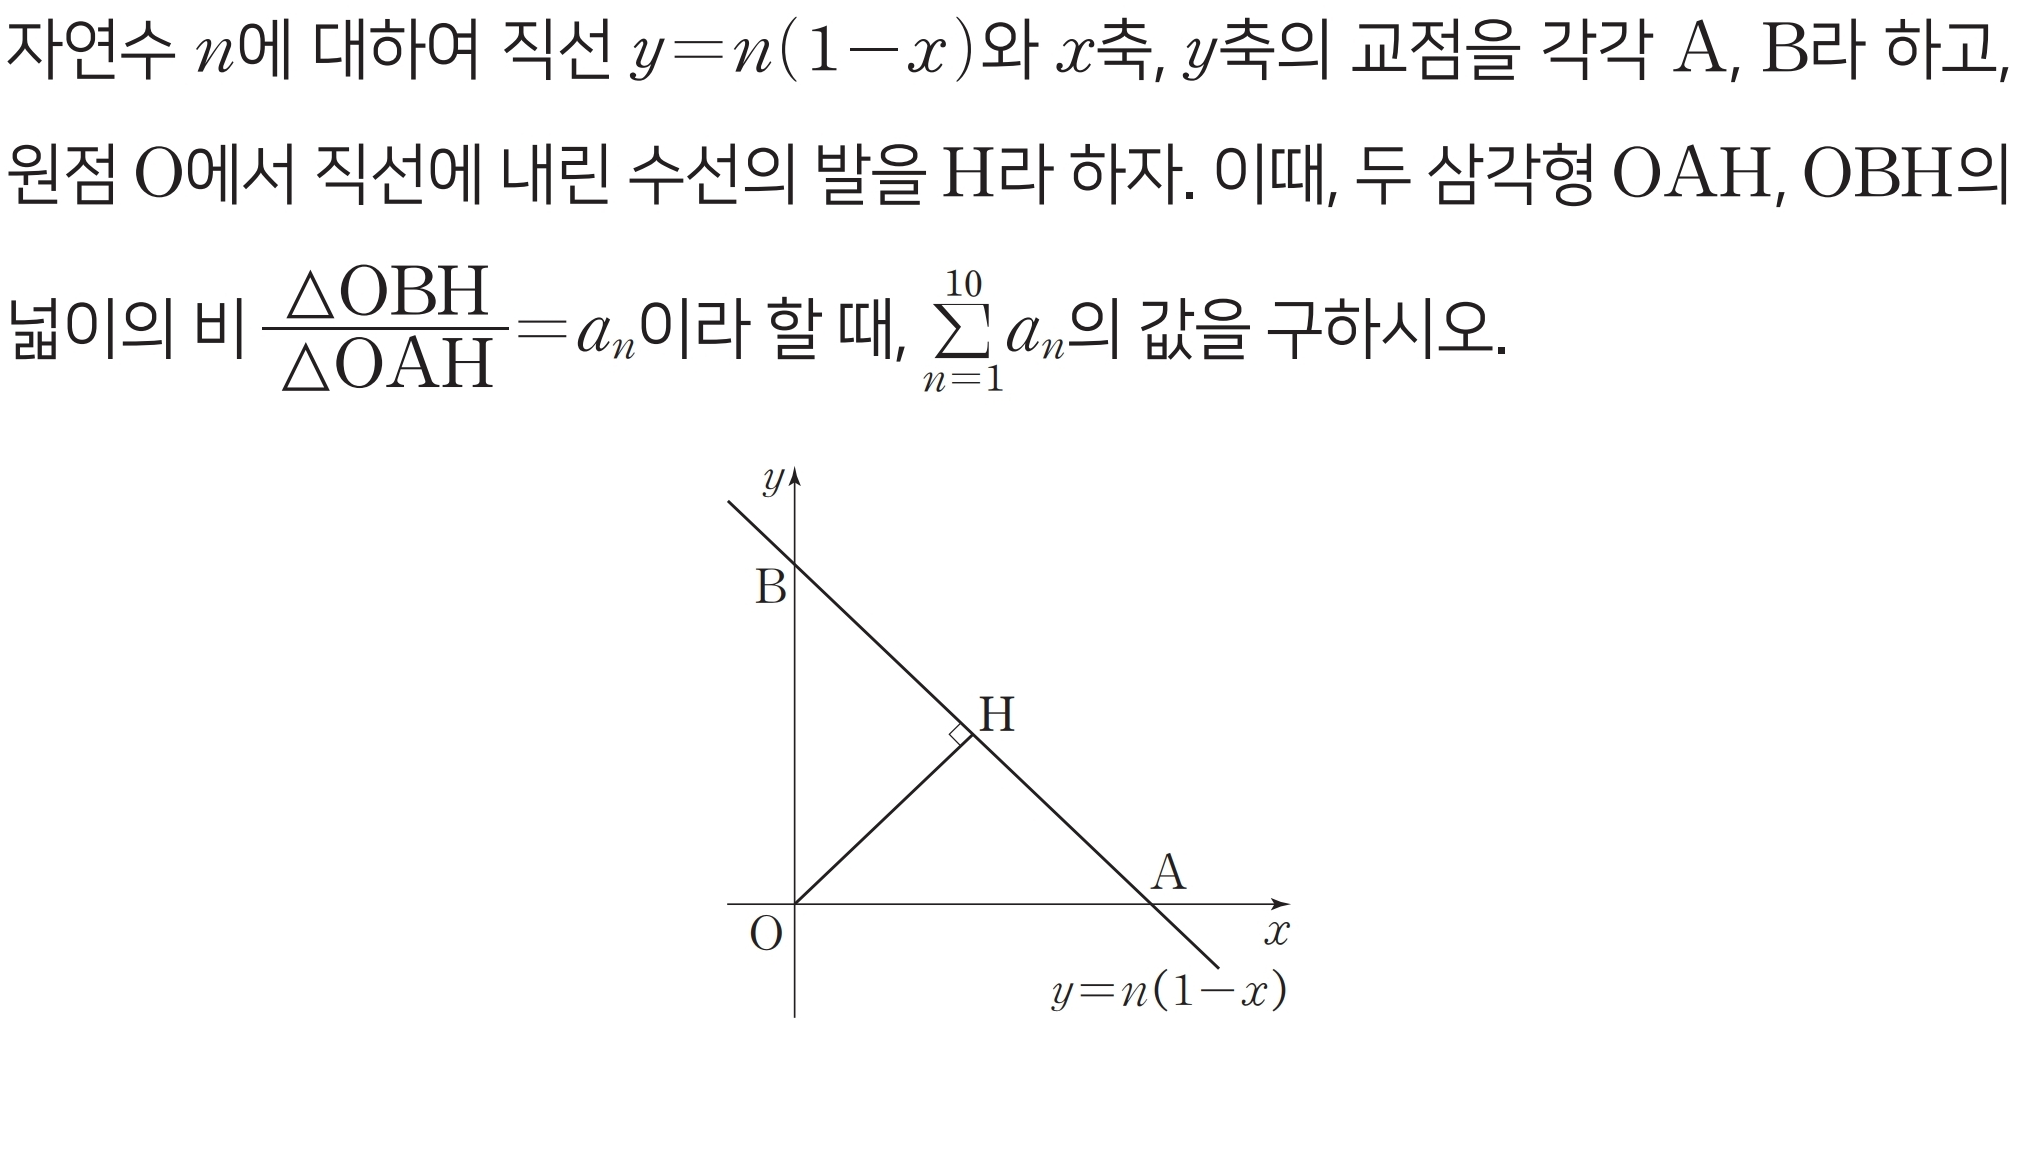 자연수 n에 대하여 직선 y=n(1-x)와 x축, y축의 교점을 각각 A, B라 하고,
원점 O에서 직선에 내린 수선의 발을 H라 하자. 이때, 두 삼각형 OAH, OBH의
넓이의 비 △OBH/△OAH=aₙ이라 할 때, ∑_{n=1}^{10} aₙ의 값을 구하시오.
y
B
H
A
O
x
y=n(1-x)